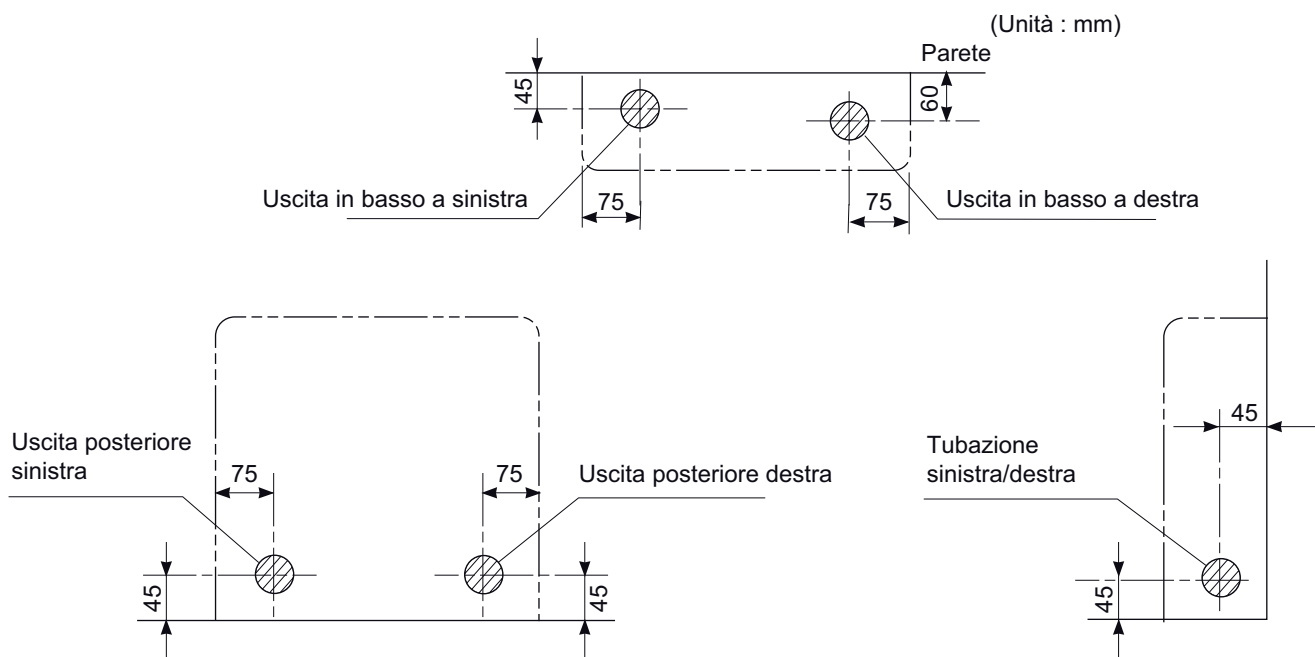 (Unità : mm)
Parete
45
60
Uscita in basso a sinistra
75
75
Uscita in basso a destra
Uscita posteriore
sinistra
75
75
Uscita posteriore destra
45
45
Tubazione
sinistra/destra
45
45